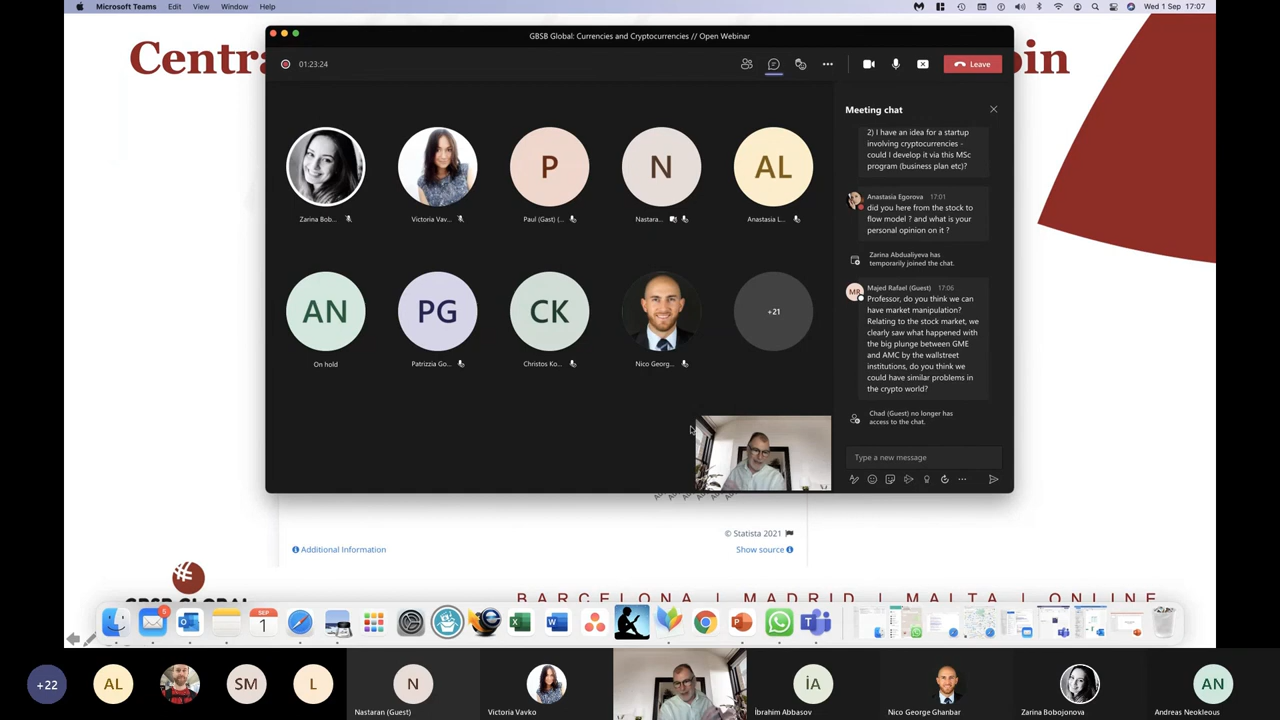 Microsoft Teams Edit View Window Help
Wed 1 Sep 17:07
Centra
oin
GBSB Global: Currencies and Cryptocurrencies // Open Webinar
01:23:24
Leave
Meeting chat
2) I have an idea for a startup
involving cryptocurrencies -
could I develop it via this MSc
program (business plan etc)?
Anastasia Egorova 17:01
did you here from the stock to
flow model ? and what is your
personal opinion on it ?
Zarina Abdualiyeva has
temporarily joined the chat.
MR
Majed Rafael (Guest) 17:06
Professor, do you think we can
have market manipulation?
Relating to the stock market, we
clearly saw what happened with
the big plunge between GME
and AMC by the wallstreet
institutions, do you think we
could have similar problems in
the crypto world?
Chad (Guest) no longer has
access to the chat.
Type a new message
P N AL
Zarina Bob... Victoria Vav... Paul (Gast) (... Nastara... Anastasia L...
AN PG CK +21
On hold Patrizzia Go... Christos Ko... Nico Georg...
© Statista 2021
Additional Information Show source
GBSB GLOBAL
BARCELONA | MADRID | MALTA | ONLINE
5
SEP
1
+22 AL SM L N İA AN
Nastaran (Guest) Victoria Vavko İbrahim Abbasov Nico George Ghanbar Zarina Bobojonova Andreas Neokleous